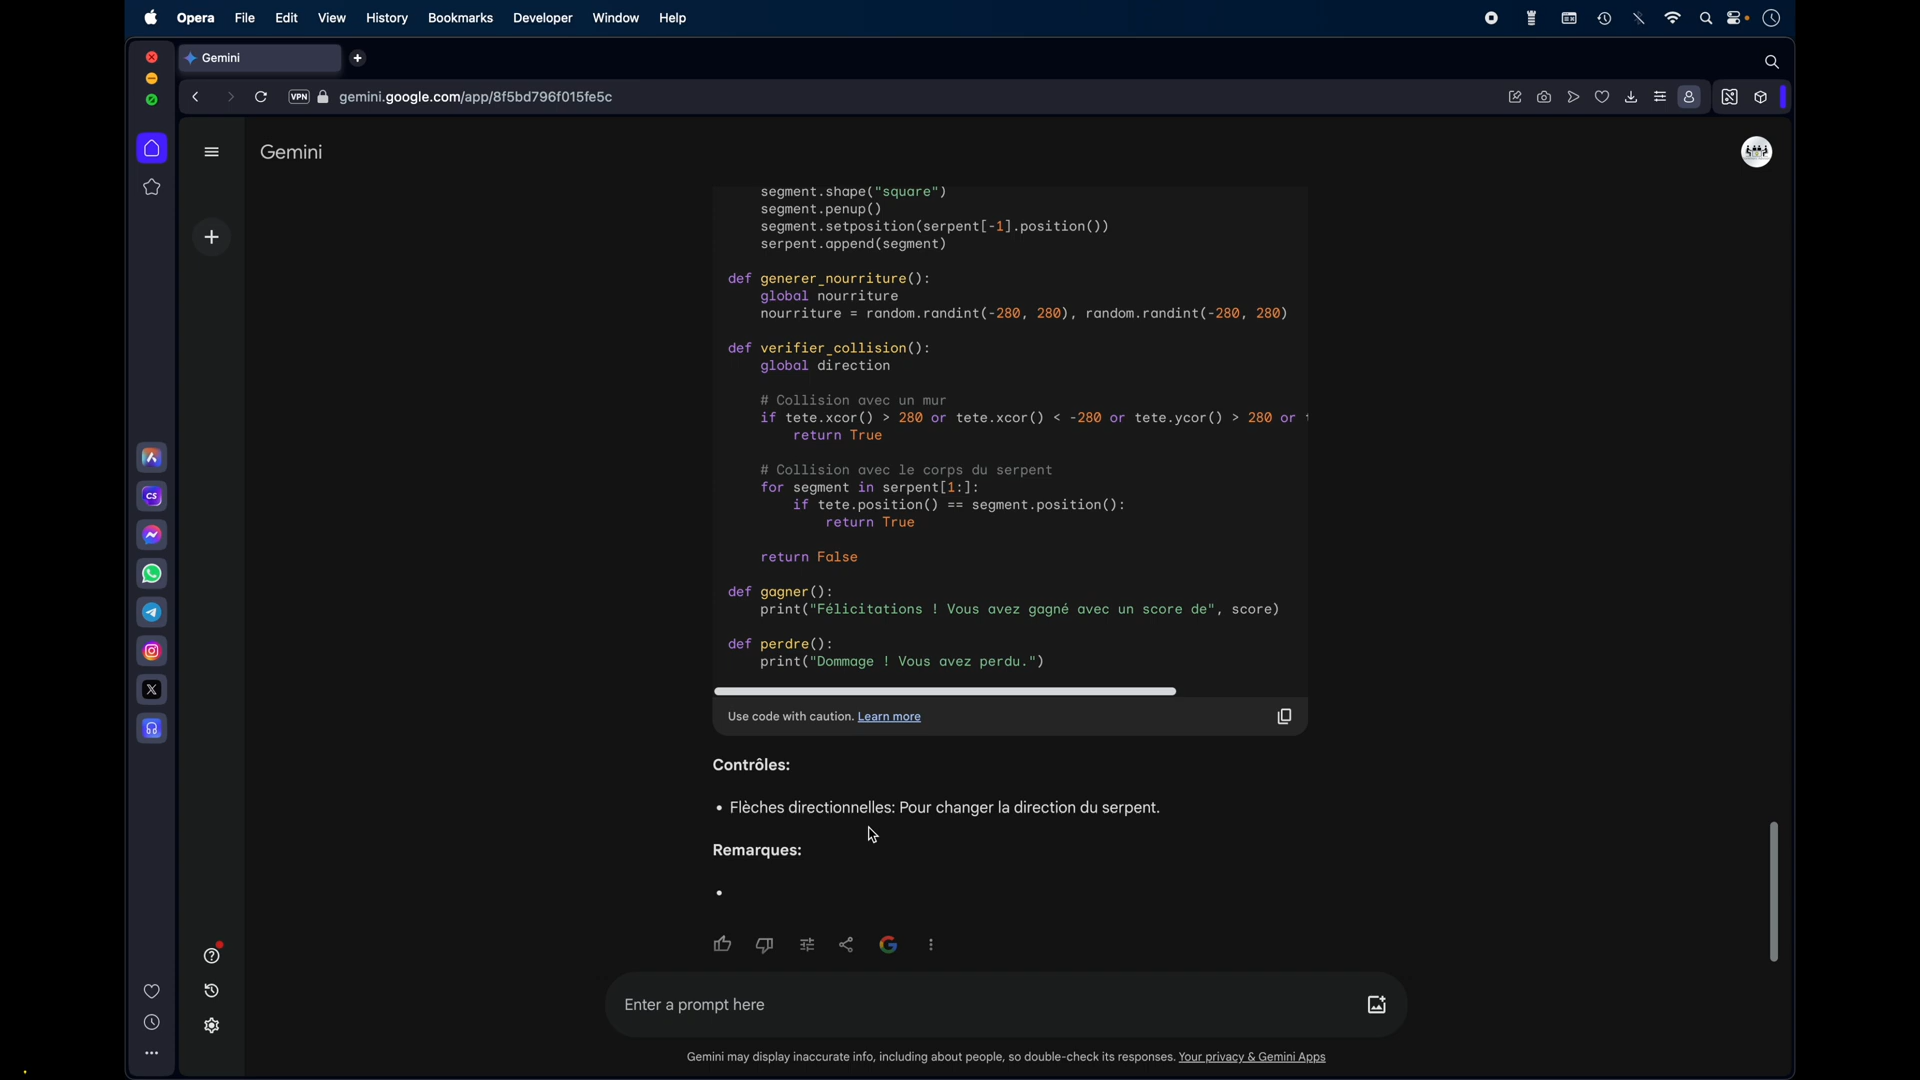 Opera File Edit View History Bookmarks Developer Window Help
Gemini
VPN gemini.google.com/app/8f5bd796f015fe5c
Gemini
segment.shape("square")
segment.penup()
segment.setposition(serpent[-1].position())
serpent.append(segment)
def generer_nourriture():
global nourriture
nourriture = random.randint(-280, 280), random.randint(-280, 280)
def verifier_collision():
global direction
# Collision avec un mur
if tete.xcor() > 280 or tete.xcor() < -280 or tete.ycor() > 280 or
return True
# Collision avec le corps du serpent
for segment in serpent[1:]:
if tete.position() == segment.position():
return True
return False
def gagner():
print("Félicitations ! Vous avez gagné avec un score de", score)
def perdre():
print("Dommage ! Vous avez perdu.")
Use code with caution. Learn more
Contrôles:
• Flèches directionnelles: Pour changer la direction du serpent.
Remarques:
•
Enter a prompt here
Gemini may display inaccurate info, including about people, so double-check its responses. Your privacy & Gemini Apps
CS